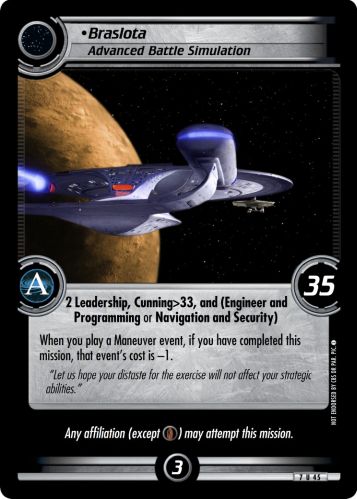 •Braslota
Advanced Battle Simulation
A
35
2 Leadership, Cunning>33, and (Engineer and
Programming or Navigation and Security)
When you play a Maneuver event, if you have completed this
mission, that event's cost is –1.
"Let us hope your distaste for the exercise will not affect your strategic
abilities."
Any affiliation (except ) may attempt this mission.
3
7 U 45
NOT ENDORSED BY CBS OR PAR. PIC.